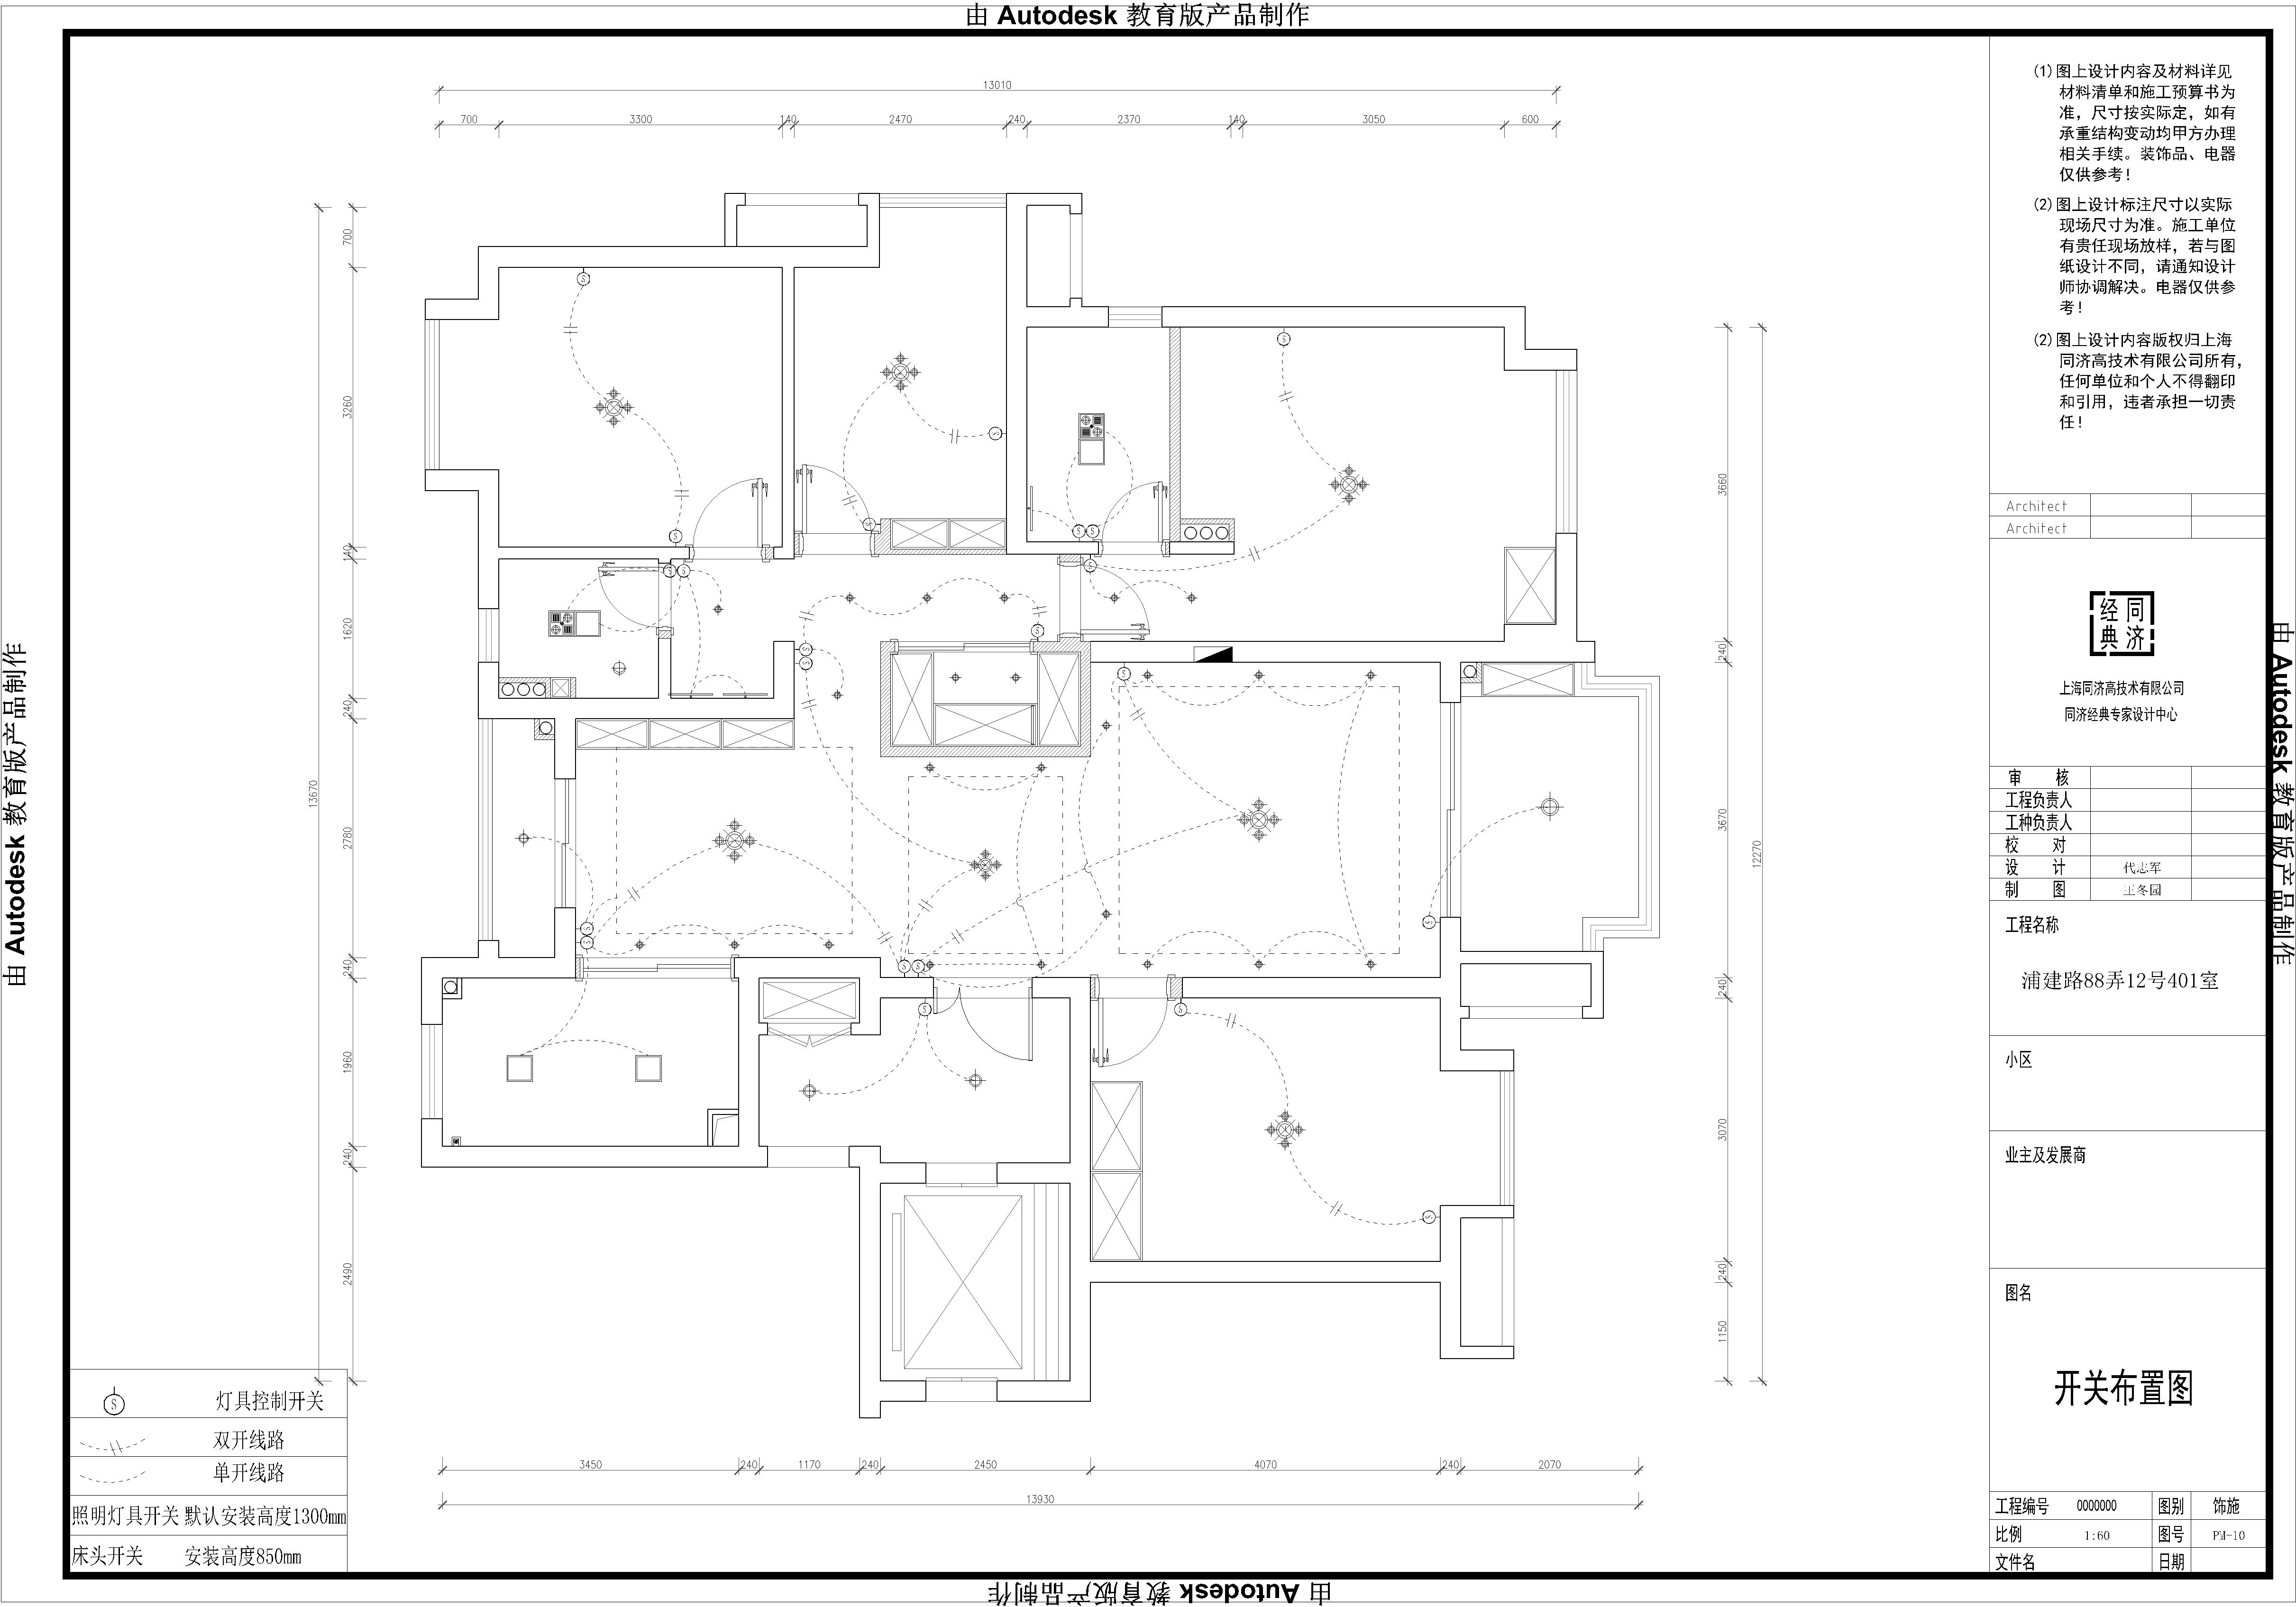 由 Autodesk 教育版产品制作
13010
700 3300 140 2470 240 2370 140 3050 600
(1)图上设计内容及材料详见
材料清单和施工预算书为
准，尺寸按实际定，如有
承重结构变动均甲方办理
相关手续。装饰品、电器
仅供参考！
(2)图上设计标注尺寸以实际
现场尺寸为准。施工单位
有责任现场放样，若与图
纸设计不同，请通知设计
师协调解决。电器仅供参
考！
(2)图上设计内容版权归上海
同济高技术有限公司所有，
任何单位和个人不得翻印
和引用，违者承担一切责
任！
Architect
Architect
同济
经典
上海同济高技术有限公司
同济经典专家设计中心
审 核
工程负责人
工种负责人
校 对
设 计 代志军
制 图 王冬园
工程名称
浦建路88弄12号401室
小区
业主及发展商
图名
开关布置图
工程编号 0000000 图别 饰施
比例 1:60 图号 PM-10
文件名 日期
13670
700
3260
140
1620
240
2780
240
1960
240
2490
3660
240
3670
240
3070
240
1150
12270
S 灯具控制开关
双开线路
单开线路
照明灯具开关 默认安装高度1300mm
床头开关 安装高度850mm
3450 240 1170 240 2450 4070 240 2070
13930
由 Autodesk 教育版产品制作
由 Autodesk 教育版产品制作
由 Autodesk 教育版产品制作